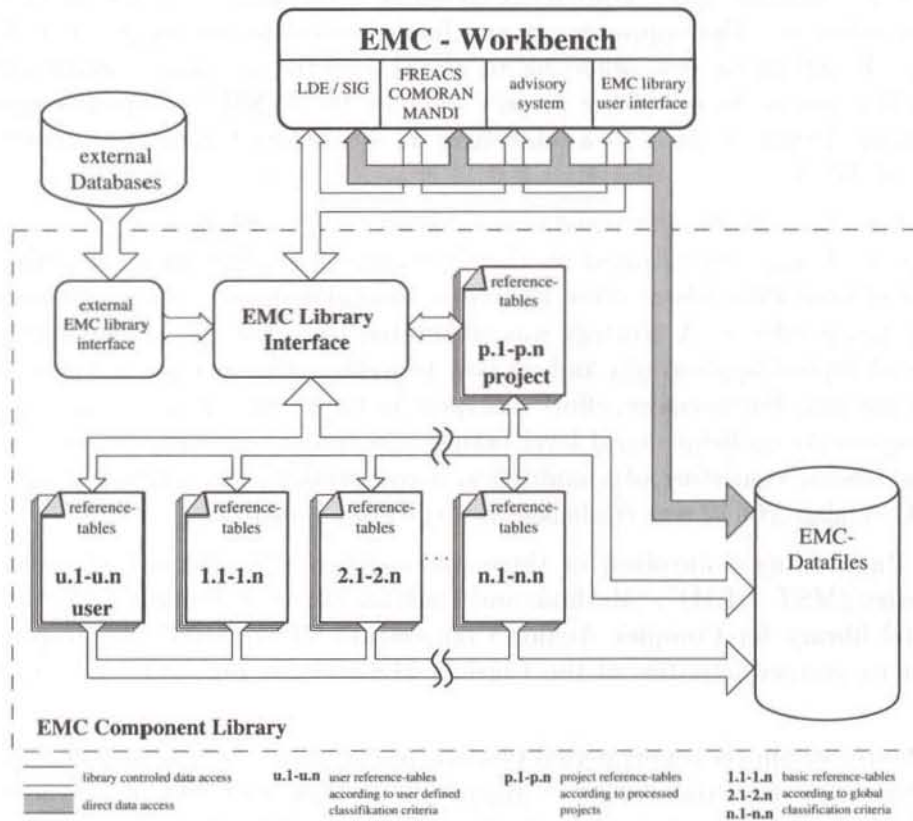 EMC - Workbench
LDE / SIG
FREACS
COMORAN
MANDI
advisory
system
EMC library
user interface
external
Databases
external
EMC library
interface
EMC Library
Interface
reference-
tables
p.1-p.n
project
reference-
tables
u.1-u.n
user
reference-
tables
1.1-1.n
reference-
tables
2.1-2.n
...
reference-
tables
n.1-n.n
EMC-
Datafiles
EMC Component Library
library controled data access
direct data access
u.1-u.n user reference-tables
according to user defined
classifikation criteria
p.1-p.n project reference-tables
according to processed
projects
1.1-1.n basic reference-tables
2.1-2.n according to global
n.1-n.n classification criteria